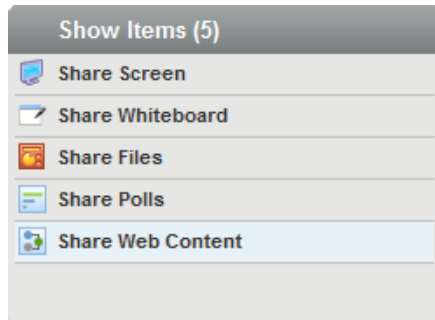 Show Items (5)
Share Screen
Share Whiteboard
Share Files
Share Polls
Share Web Content